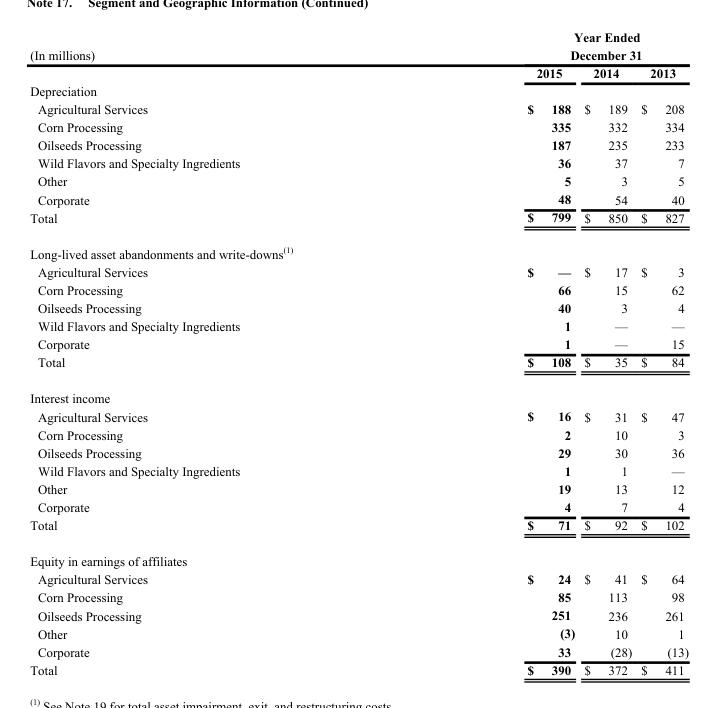 Note 17. Segment and Geographic Information (Continued)
Year Ended
(In millions) December 31
2015 2014 2013
Depreciation
Agricultural Services $ 188 $ 189 $ 208
Corn Processing 335 332 334
Oilseeds Processing 187 235 233
Wild Flavors and Specialty Ingredients 36 37 7
Other 5 3 5
Corporate 48 54 40
Total $ 799 $ 850 $ 827
Long-lived asset abandonments and write-downs(1)
Agricultural Services $ — $ 17 $ 3
Corn Processing 66 15 62
Oilseeds Processing 40 3 4
Wild Flavors and Specialty Ingredients 1 — —
Corporate 1 — 15
Total $ 108 $ 35 $ 84
Interest income
Agricultural Services $ 16 $ 31 $ 47
Corn Processing 2 10 3
Oilseeds Processing 29 30 36
Wild Flavors and Specialty Ingredients 1 1 —
Other 19 13 12
Corporate 4 7 4
Total $ 71 $ 92 $ 102
Equity in earnings of affiliates
Agricultural Services $ 24 $ 41 $ 64
Corn Processing 85 113 98
Oilseeds Processing 251 236 261
Other (3) 10 1
Corporate 33 (28) (13)
Total $ 390 $ 372 $ 411
(1) See Note 19 for total asset impairment, exit, and restructuring costs